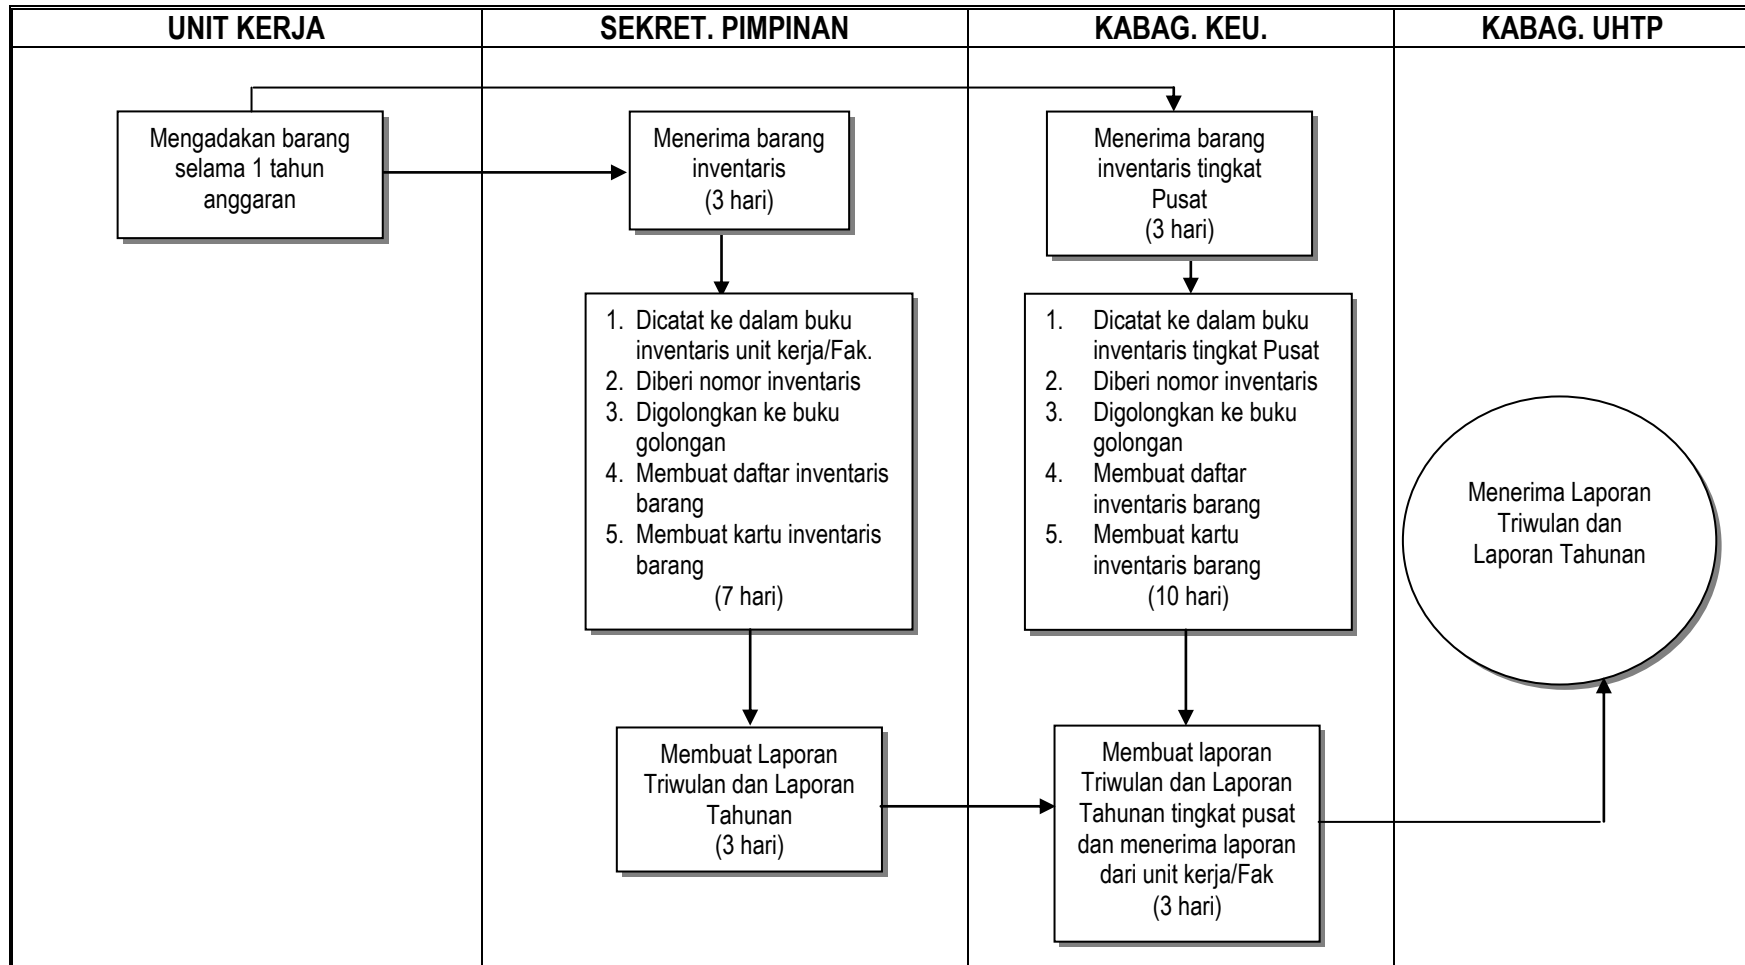 UNIT KERJA
SEKRET. PIMPINAN
KABAG. KEU.
KABAG. UHTP
Mengadakan barang
selama 1 tahun
anggaran
Menerima barang
inventaris
(3 hari)
Menerima barang
inventaris tingkat
Pusat
(3 hari)
1. Dicatat ke dalam buku
inventaris unit kerja/Fak.
2. Diberi nomor inventaris
3. Digolongkan ke buku
golongan
4. Membuat daftar inventaris
barang
5. Membuat kartu inventaris
barang
(7 hari)
1. Dicatat ke dalam buku
inventaris tingkat Pusat
2. Diberi nomor inventaris
3. Digolongkan ke buku
golongan
4. Membuat daftar
inventaris barang
5. Membuat kartu
inventaris barang
(10 hari)
Menerima Laporan
Triwulan dan
Laporan Tahunan
Membuat Laporan
Triwulan dan Laporan
Tahunan
(3 hari)
Membuat laporan
Triwulan dan Laporan
Tahunan tingkat pusat
dan menerima laporan
dari unit kerja/Fak
(3 hari)